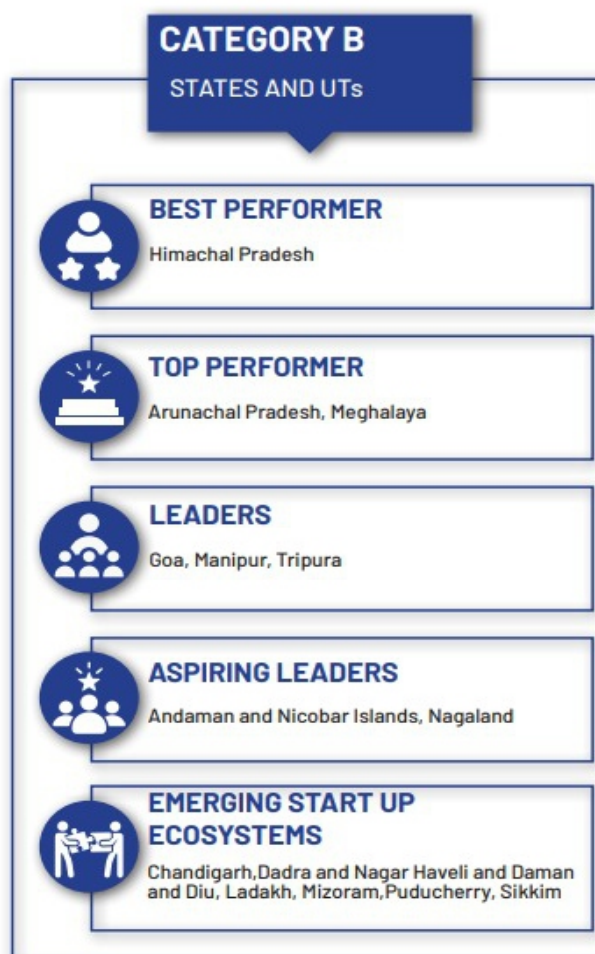 CATEGORY B
STATES AND UTs
BEST PERFORMER
Himachal Pradesh
TOP PERFORMER
Arunachal Pradesh, Meghalaya
LEADERS
Goa, Manipur, Tripura
ASPIRING LEADERS
Andaman and Nicobar Islands, Nagaland
EMERGING START UP
ECOSYSTEMS
Chandigarh,Dadra and Nagar Haveli and Daman
and Diu, Ladakh, Mizoram,Puducherry, Sikkim